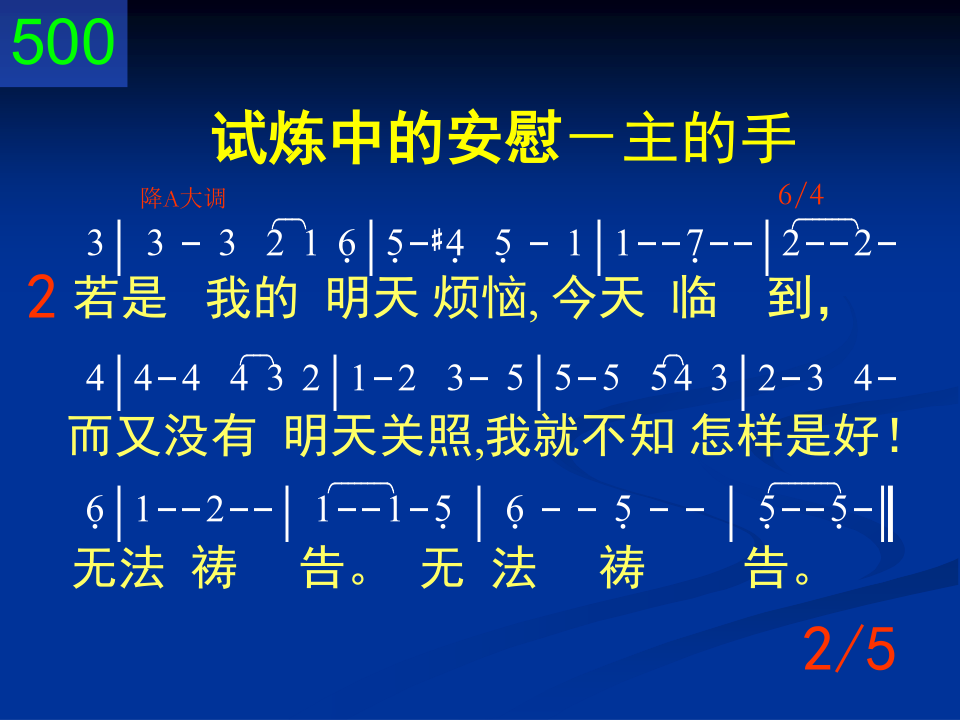 500
试炼中的安慰－主的手
降A大调 6/4
3| 3 - 3 2 1 6̣|5̣-#4̣ 5̣ - 1|1--7̣--|2--2-
2 若是 我的 明天 烦恼, 今天 临 到，
4|4-4 4 3 2|1-2 3- 5|5-5 5 4 3|2-3 4-
而又没有 明天关照,我就不知 怎样是好！
6̣|1--2--| 1--1-5̣ | 6̣ - - 5̣ - - | 5̣--5̣-‖
无法 祷 告。 无 法 祷 告。
2/5